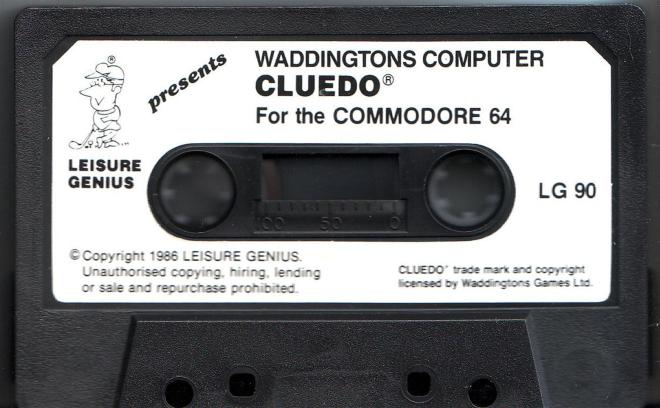 ®
presents
WADDINGTONS COMPUTER
CLUEDO®
For the COMMODORE 64
LEISURE
GENIUS
LG 90
100 50 0
© Copyright 1986 LEISURE GENIUS.
Unauthorised copying, hiring, lending
or sale and repurchase prohibited.
CLUEDO® trade mark and copyright
licensed by Waddingtons Games Ltd.